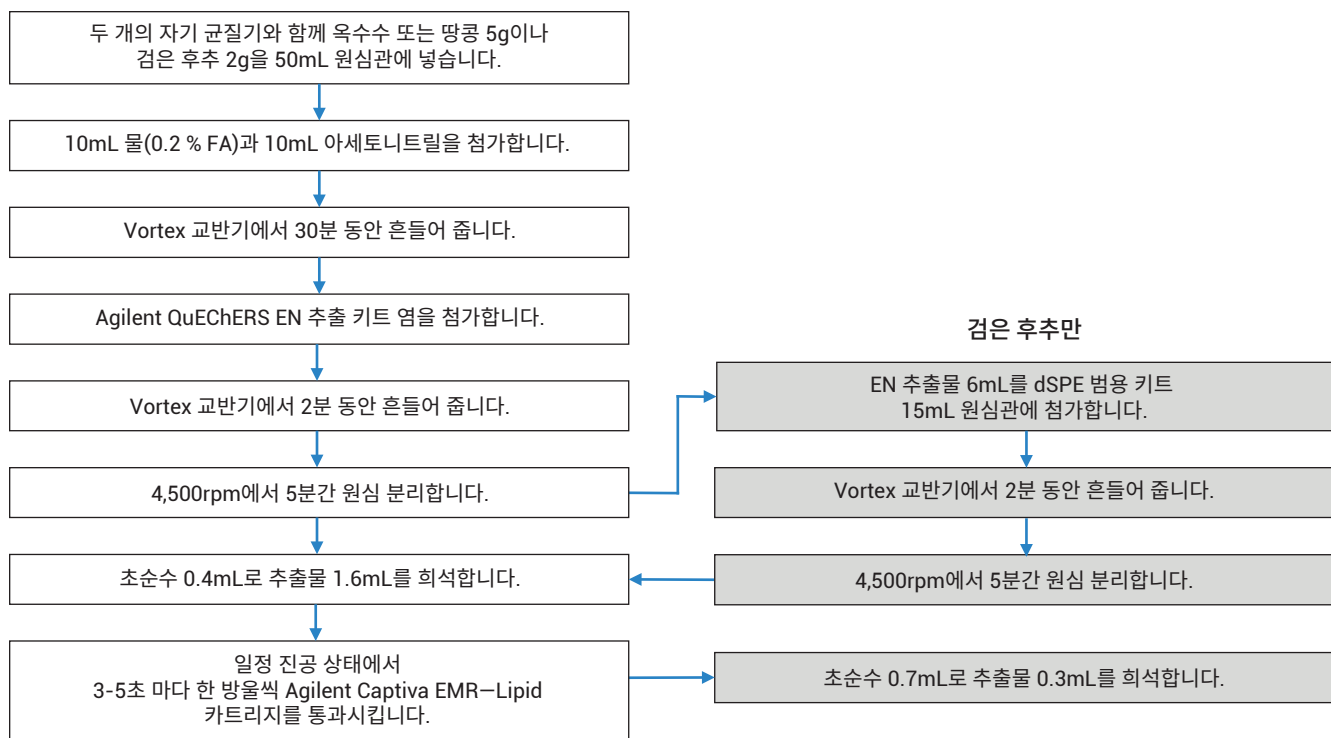 두 개의 자기 균질기와 함께 옥수수 또는 땅콩 5g이나
검은 후추 2g을 50mL 원심관에 넣습니다.
10mL 물(0.2 % FA)과 10mL 아세토니트릴을 첨가합니다.
Vortex 교반기에서 30분 동안 흔들어 줍니다.
Agilent QuEChERS EN 추출 키트 염을 첨가합니다.
Vortex 교반기에서 2분 동안 흔들어 줍니다.
4,500rpm에서 5분간 원심 분리합니다.
검은 후추만
EN 추출물 6mL를 dSPE 범용 키트
15mL 원심관에 첨가합니다.
Vortex 교반기에서 2분 동안 흔들어 줍니다.
4,500rpm에서 5분간 원심 분리합니다.
초순수 0.4mL로 추출물 1.6mL를 희석합니다.
일정 진공 상태에서
3-5초 마다 한 방울씩 Agilent Captiva EMR—Lipid
카트리지를 통과시킵니다.
초순수 0.7mL로 추출물 0.3mL를 희석합니다.